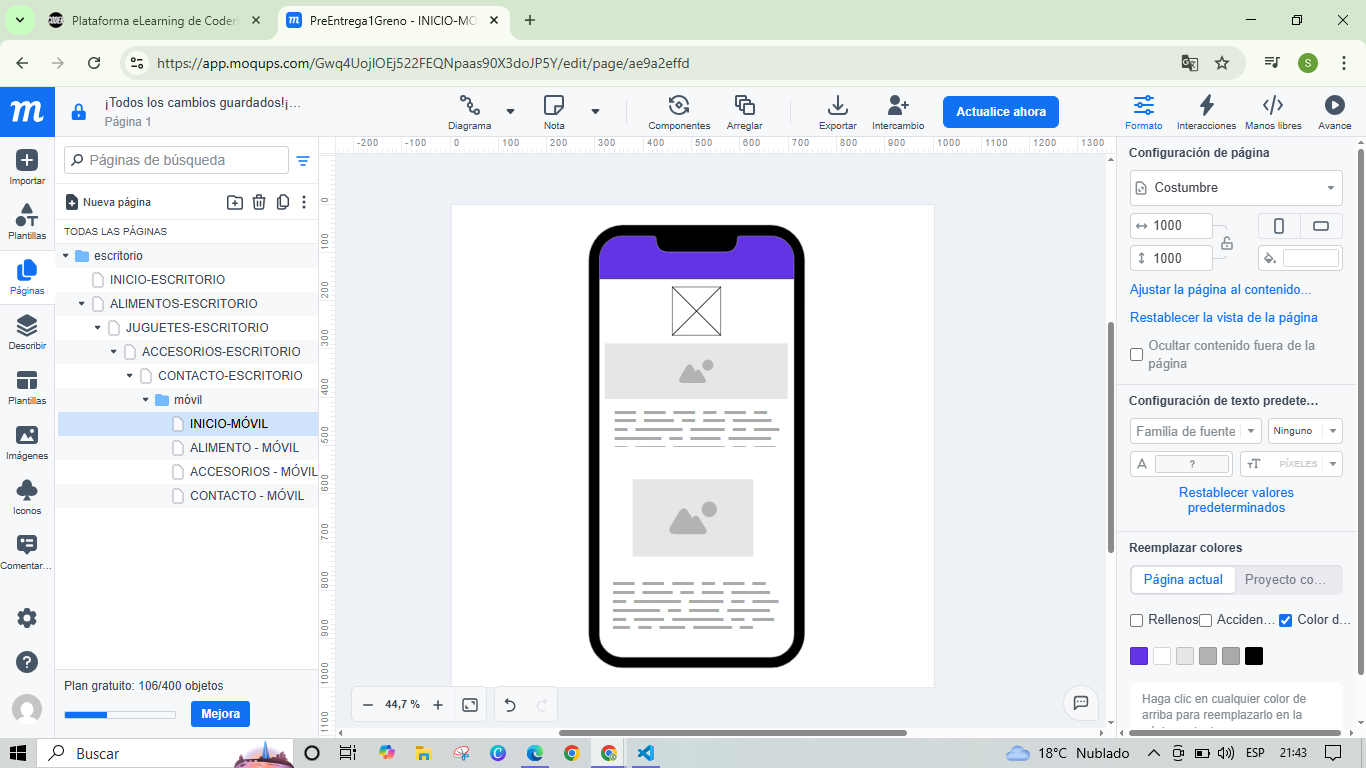 Plataforma eLearning de Coderh
PreEntrega1Greno - INICIO-MÓ
https://app.moqups.com/Gwq4UojIOEj522FEQNpaas90X3doJP5Y/edit/page/ae9a2effd
S
m
¡Todos los cambios guardados!¡…
Página 1
Diagrama
Nota
Componentes
Arreglar
Exportar
Intercambio
Actualice ahora
Formato
Interacciones
Manos libres
Avance
Importar
Plantillas
Páginas
Describir
Plantillas
Imágenes
Iconos
Comentar…
Páginas de búsqueda
Nueva página
TODAS LAS PÁGINAS
escritorio
INICIO-ESCRITORIO
ALIMENTOS-ESCRITORIO
JUGUETES-ESCRITORIO
ACCESORIOS-ESCRITORIO
CONTACTO-ESCRITORIO
móvil
INICIO-MÓVIL
ALIMENTO - MÓVIL
ACCESORIOS - MÓVIL
CONTACTO - MÓVIL
Plan gratuito: 106/400 objetos
Mejora
-200 -100 0 100 200 300 400 500 600 700 800 900 1000 1100 1200 1300
0 100 200 300 400 500 600 700 800 900 1000 1100
44,7 %
Configuración de página
Costumbre
1000
1000
Ajustar la página al contenido...
Restablecer la vista de la página
Ocultar contenido fuera de la
página
Configuración de texto predete…
Familia de fuente
Ninguno
A
?
PÍXELES
Restablecer valores
predeterminados
Reemplazar colores
Página actual
Proyecto co…
Rellenos
Acciden…
Color d…
Haga clic en cualquier color de
arriba para reemplazarlo en la
Buscar
18°C Nublado
ESP
21:43